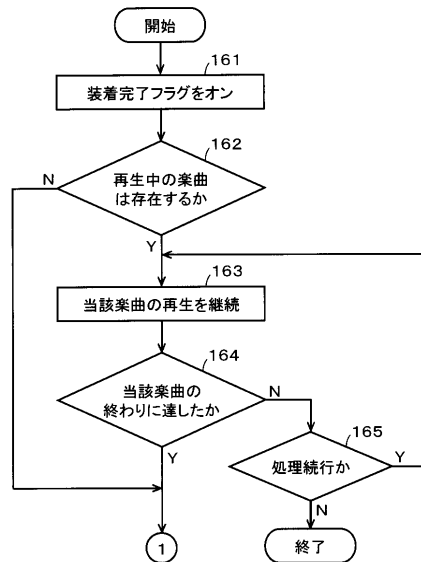 開始
161
装着完了フラグをオン
162
再生中の楽曲
は存在するか
N
Y
163
当該楽曲の再生を継続
164
当該楽曲の
終わりに達したか
N
Y
165
処理続行か
Y
N
1
終了